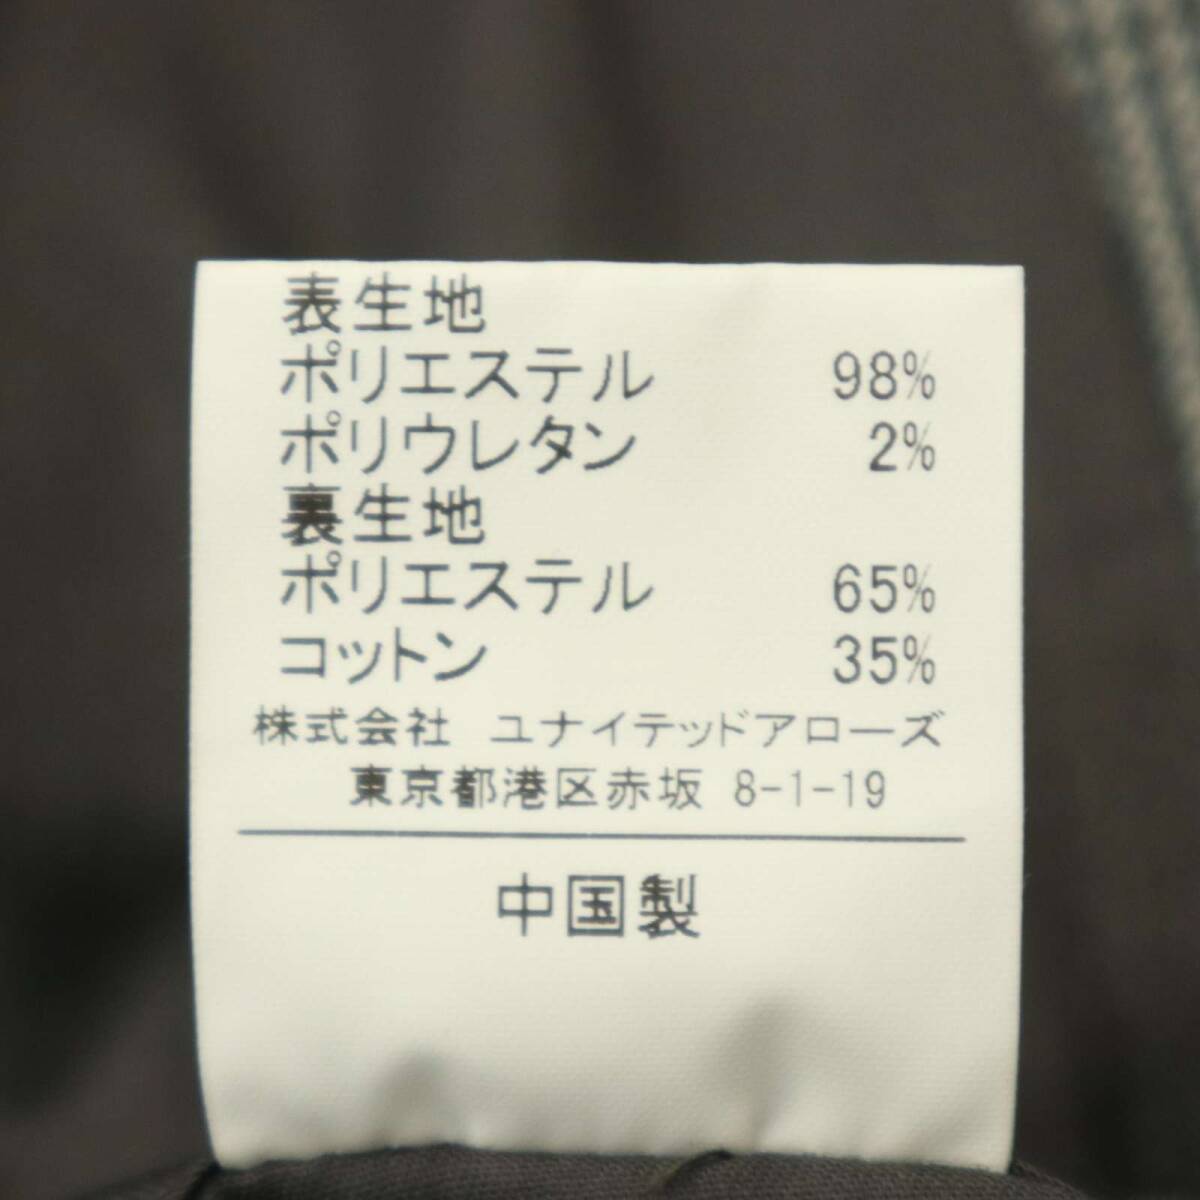 表生地
ポリエステル 98%
ポリウレタン 2%
裏生地
ポリエステル 65%
コットン 35%
株式会社 ユナイテッドアローズ
東京都港区赤坂 8-1-19
中国製